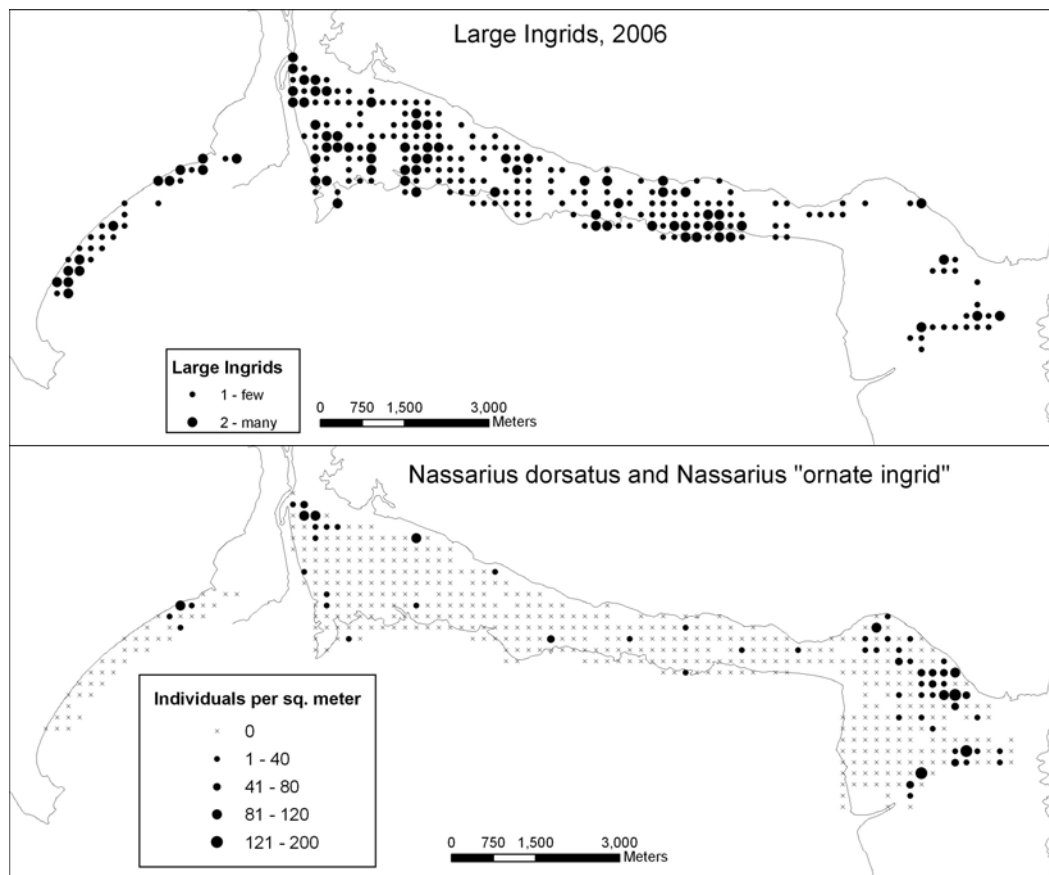 Large Ingrids, 2006
Large Ingrids
1 - few
2 - many
0 750 1,500 3,000
Meters
Nassarius dorsatus and Nassarius "ornate ingrid"
Individuals per sq. meter
0
1 - 40
41 - 80
81 - 120
121 - 200
0 750 1,500 3,000
Meters